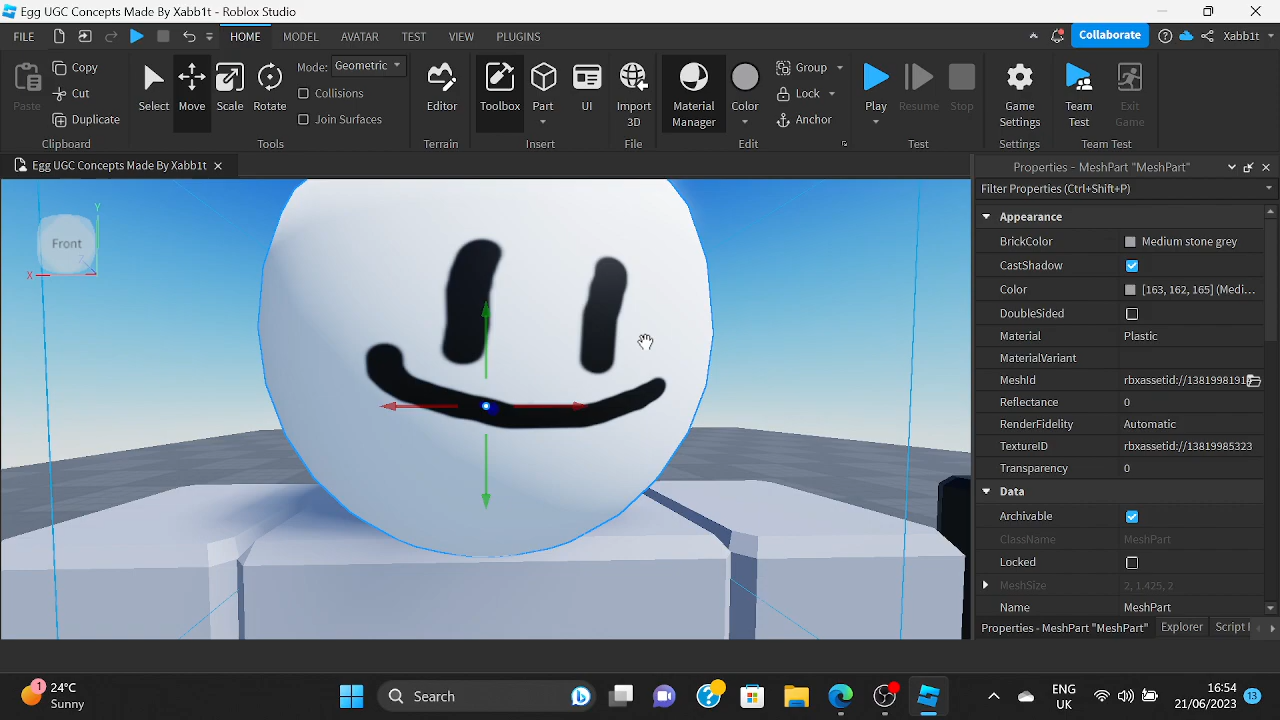 Egg UGC Concepts Made By Xabb1t - Roblox Studio
FILE HOME MODEL AVATAR TEST VIEW PLUGINS Collaborate Xabb1t
Paste Copy Cut Duplicate
Clipboard
Select Move Scale Rotate
Mode: Geometric
Collisions
Join Surfaces
Tools
Editor
Terrain
Toolbox Part UI
Insert
Import 3D
File
Material Manager Color Group Lock Anchor
Edit
Play Resume Stop
Test
Game Settings
Settings
Team Test Exit Game
Team Test
Egg UGC Concepts Made By Xabb1t
Front
X
Y
Z
Properties - MeshPart "MeshPart"
Filter Properties (Ctrl+Shift+P)
Appearance
BrickColor Medium stone grey
CastShadow
Color [163, 162, 165] (Medi...
DoubleSided
Material Plastic
MaterialVariant
MeshId rbxassetid://1381998191
Reflectance 0
RenderFidelity Automatic
TextureID rbxassetid://13819985323
Transparency 0
Data
Archivable
ClassName MeshPart
Locked
MeshSize 2, 1.425, 2
Name MeshPart
Properties - MeshPart "MeshPart" Explorer Script
1 24°C
Sunny
Search
ENG
UK
16:54
21/06/2023
13